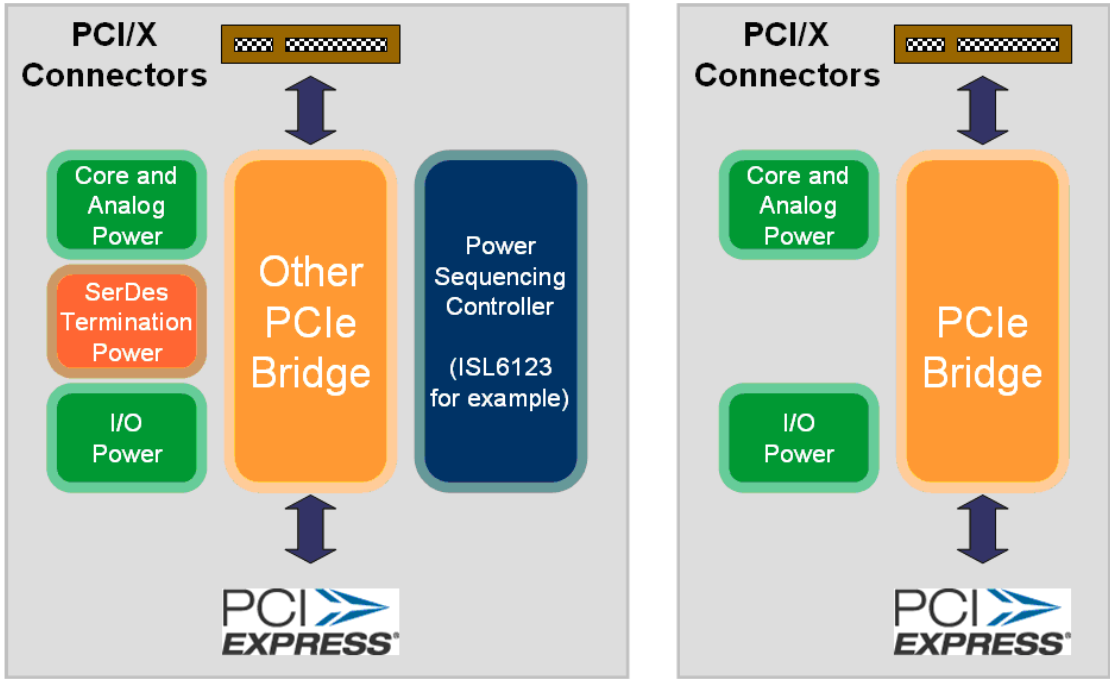 PCI/X
Connectors
Core and
Analog
Power
SerDes
Termination
Power
I/O
Power
Other
PCIe
Bridge
Power
Sequencing
Controller
(ISL6123
for example)
PCI
EXPRESS®
PCI/X
Connectors
Core and
Analog
Power
I/O
Power
PCIe
Bridge
PCI
EXPRESS®